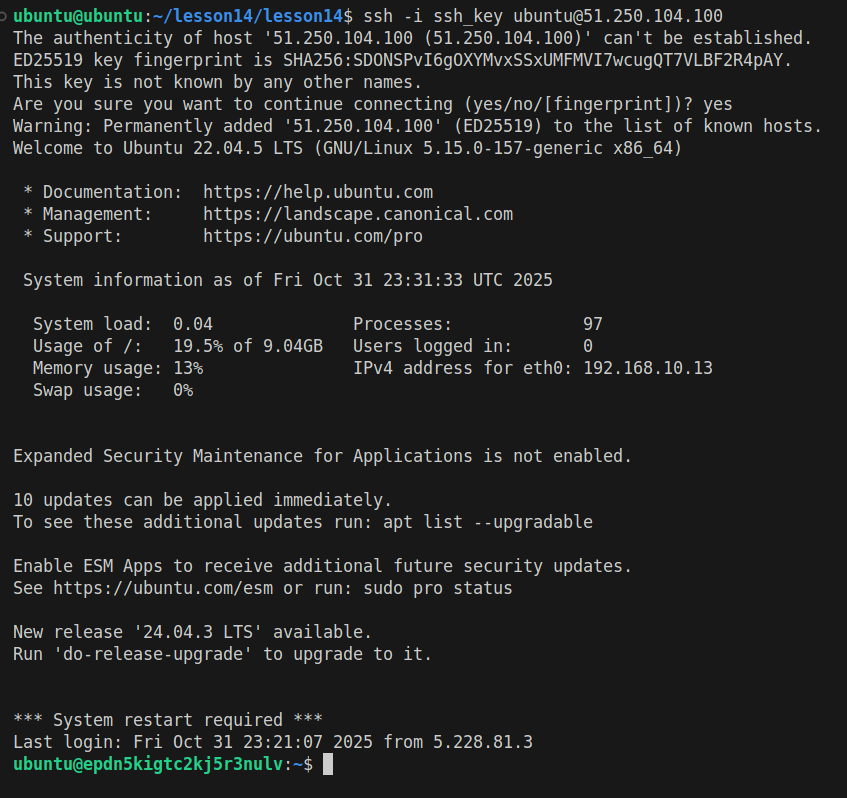 ubuntu@ubuntu:~/lesson14/lesson14$ ssh -i ssh_key ubuntu@51.250.104.100
The authenticity of host '51.250.104.100 (51.250.104.100)' can't be established.
ED25519 key fingerprint is SHA256:SDONSPvI6gOXYMvxSSxUMFMVI7wcugQT7VLBF2R4pAY.
This key is not known by any other names.
Are you sure you want to continue connecting (yes/no/[fingerprint])? yes
Warning: Permanently added '51.250.104.100' (ED25519) to the list of known hosts.
Welcome to Ubuntu 22.04.5 LTS (GNU/Linux 5.15.0-157-generic x86_64)
 * Documentation:  https://help.ubuntu.com
 * Management:     https://landscape.canonical.com
 * Support:        https://ubuntu.com/pro
 System information as of Fri Oct 31 23:31:33 UTC 2025
  System load:  0.04              Processes:             97
  Usage of /:   19.5% of 9.04GB   Users logged in:       0
  Memory usage: 13%               IPv4 address for eth0: 192.168.10.13
  Swap usage:   0%
Expanded Security Maintenance for Applications is not enabled.
10 updates can be applied immediately.
To see these additional updates run: apt list --upgradable
Enable ESM Apps to receive additional future security updates.
See https://ubuntu.com/esm or run: sudo pro status
New release '24.04.3 LTS' available.
Run 'do-release-upgrade' to upgrade to it.
*** System restart required ***
Last login: Fri Oct 31 23:21:07 2025 from 5.228.81.3
ubuntu@epdn5kigtc2kj5r3nulv:~$